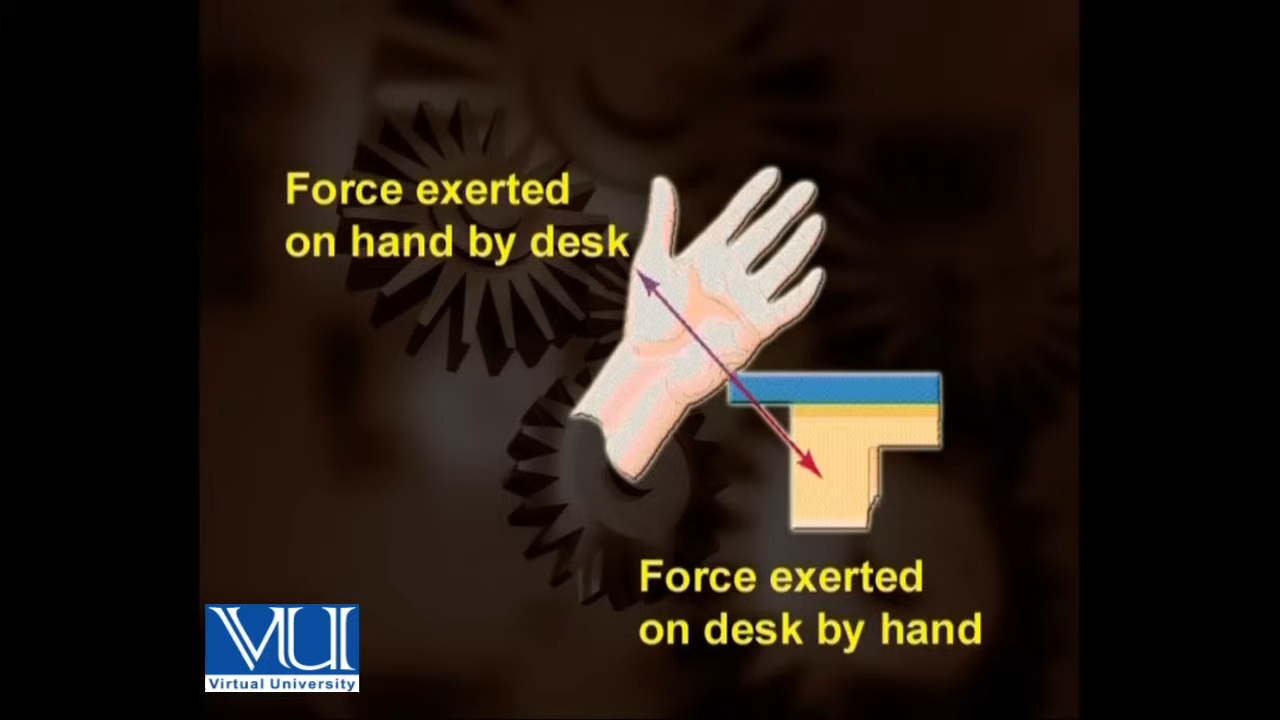 Force exerted
on hand by desk
Force exerted
on desk by hand
VU
Virtual University